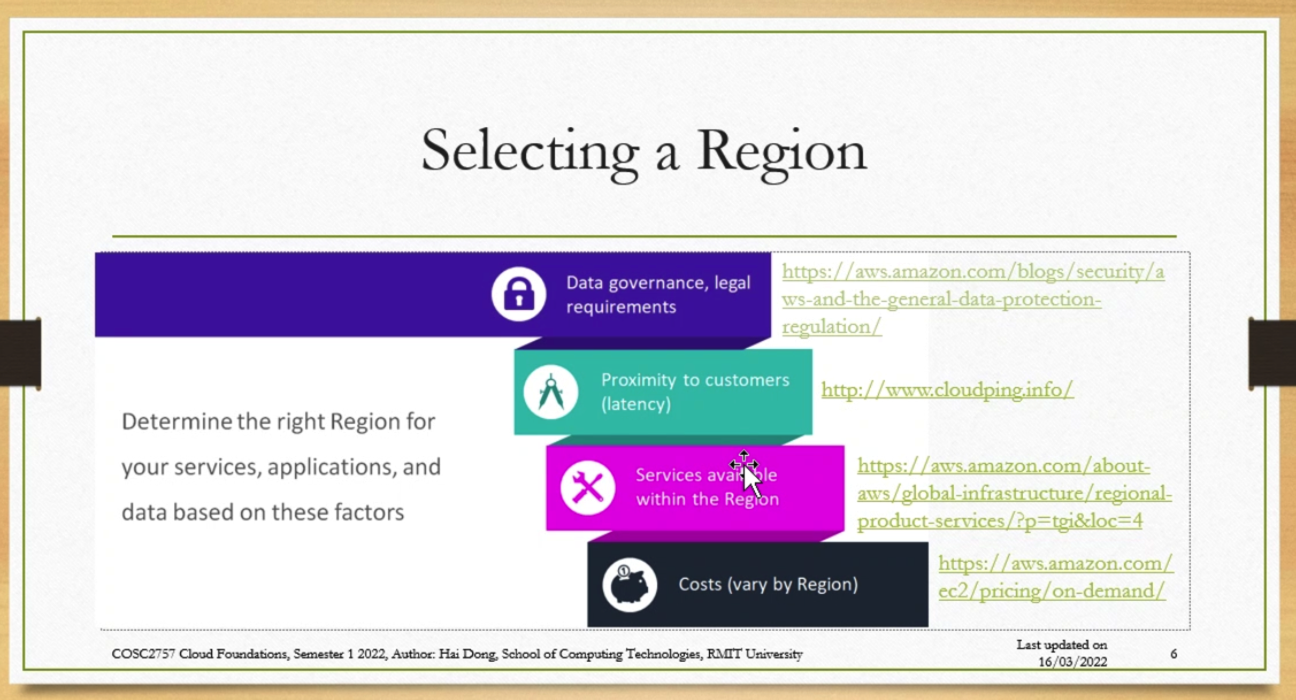 Selecting a Region
Data governance, legal
requirements
https://aws.amazon.com/blogs/security/a
ws-and-the-general-data-protection-
regulation/
Proximity to customers
(latency)
http://www.cloudping.info/
Determine the right Region for
your services, applications, and
data based on these factors
Services available
within the Region
https://aws.amazon.com/about-
aws/global-infrastructure/regional-
product-services/?p=tgi&loc=4
Costs (vary by Region)
https://aws.amazon.com/
ec2/pricing/on-demand/
COSC2757 Cloud Foundations, Semester 1 2022, Author: Hai Dong, School of Computing Technologies, RMIT University
Last updated on
16/03/2022
6